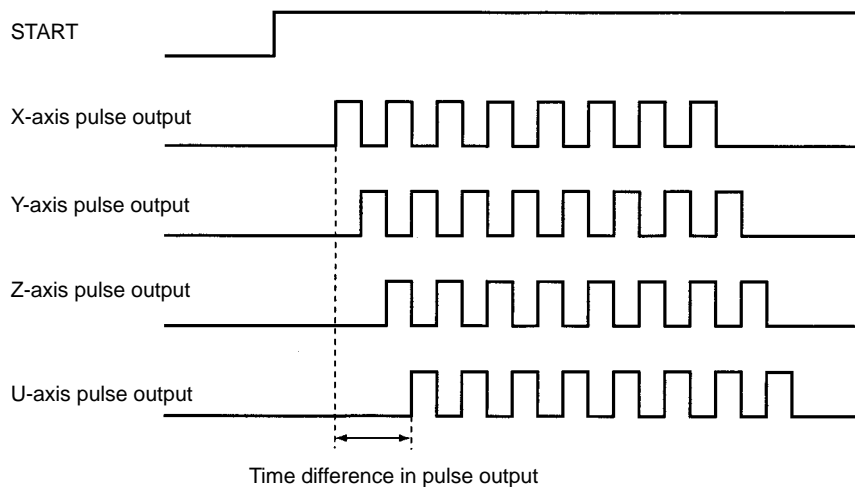 START
X-axis pulse output
Y-axis pulse output
Z-axis pulse output
U-axis pulse output
Time difference in pulse output